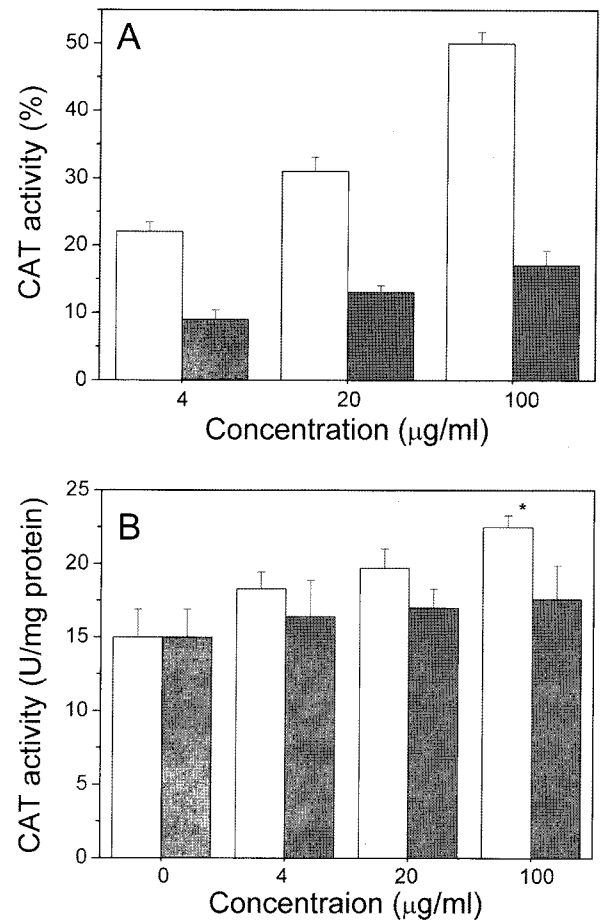 A
CAT activity (%)
50
40
30
20
10
0
4 20 100
Concentration (µg/ml)
B
CAT activity (U/mg protein)
25
20
15
10
5
0
*
0 4 20 100
Concentraion (µg/ml)